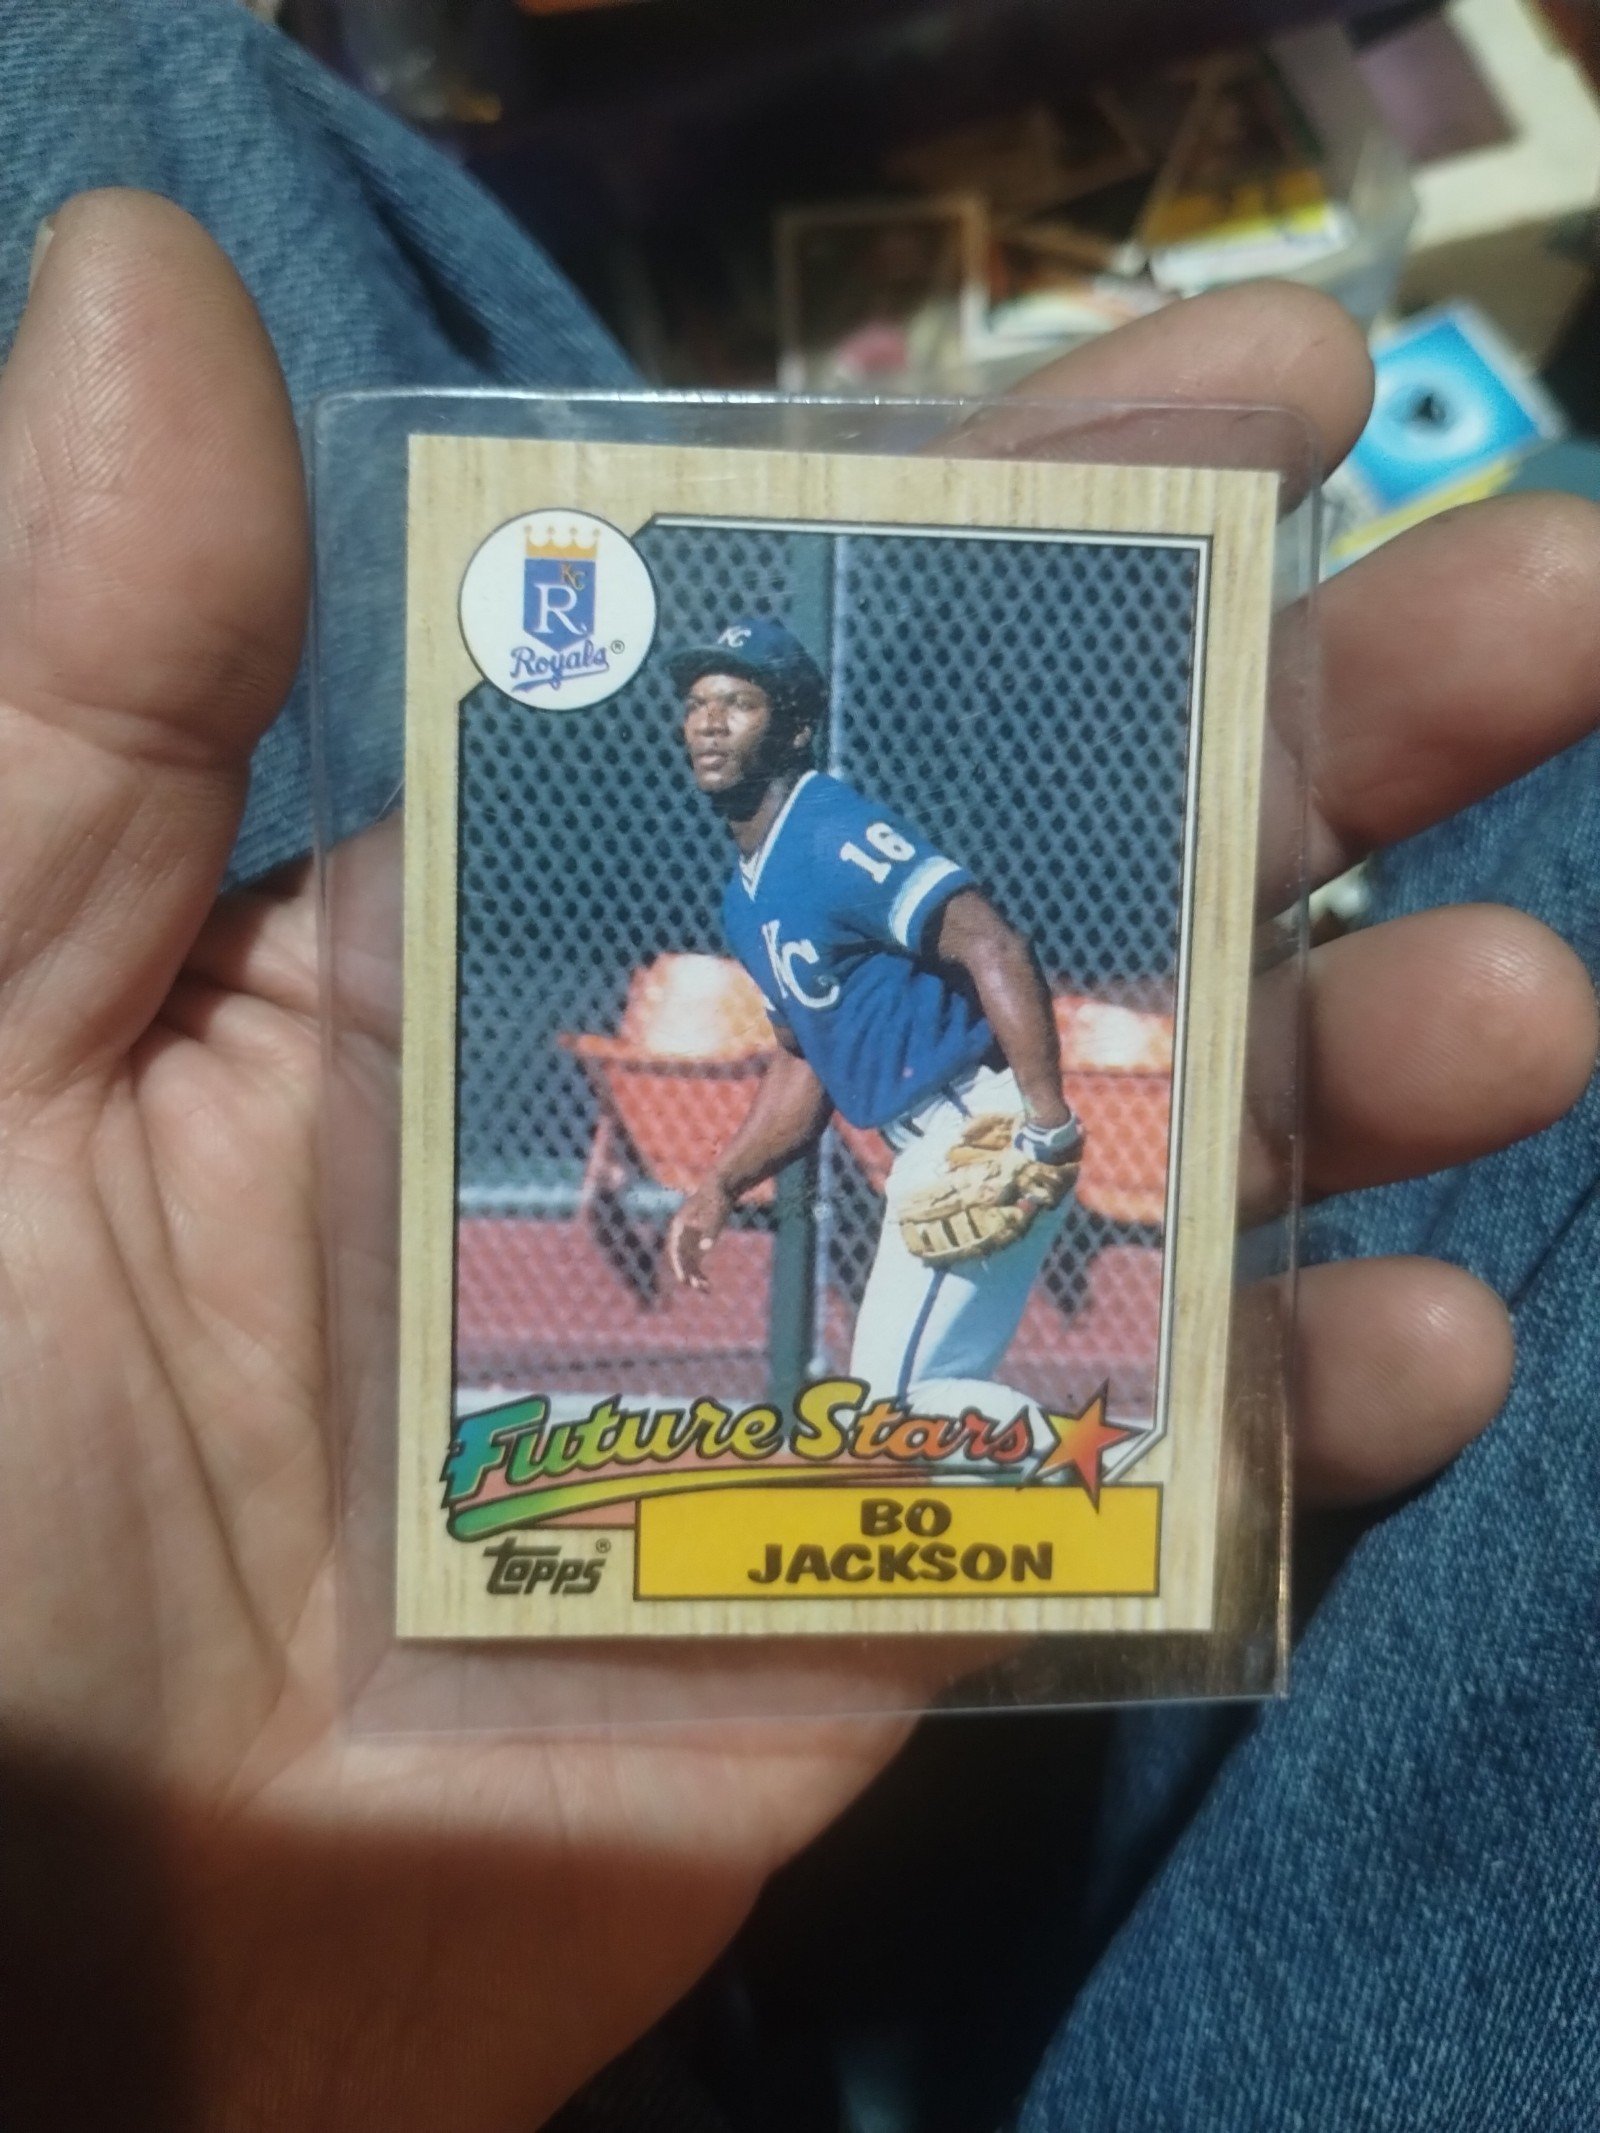 KC
R
Royals®
KC
16
KC
Future Stars
topps®
BO
JACKSON